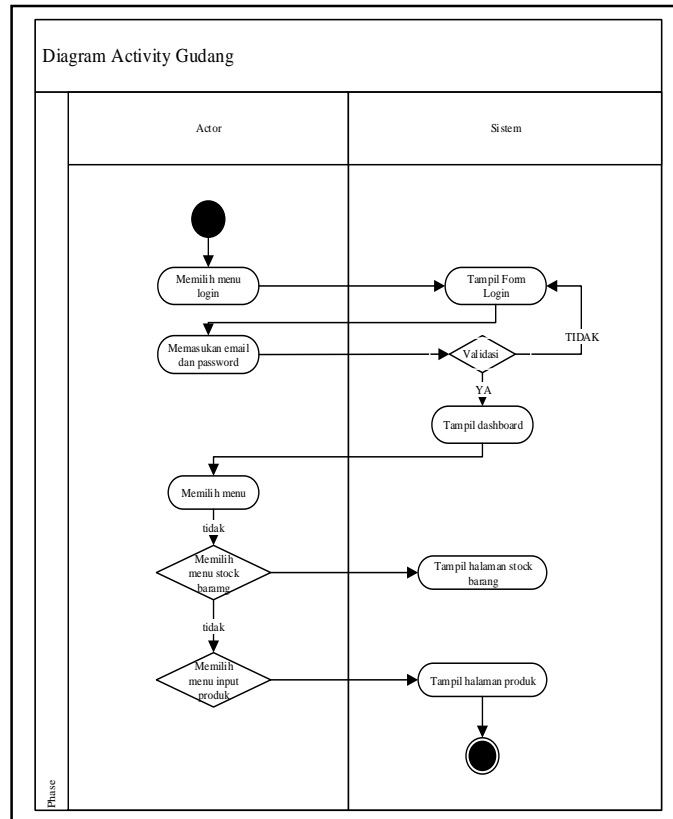 Diagram Activity Gudang
Actor
Sistem
Memilih menu
login
Tampil Form
Login
TIDAK
Memasukan email
dan password
Validasi
YA
Tampil dashboard
Memilih menu
tidak
Memilih
menu stock
baramg
Tampil halaman stock
barang
tidak
Memilih
menu input
produk
Tampil halaman produk
Phase